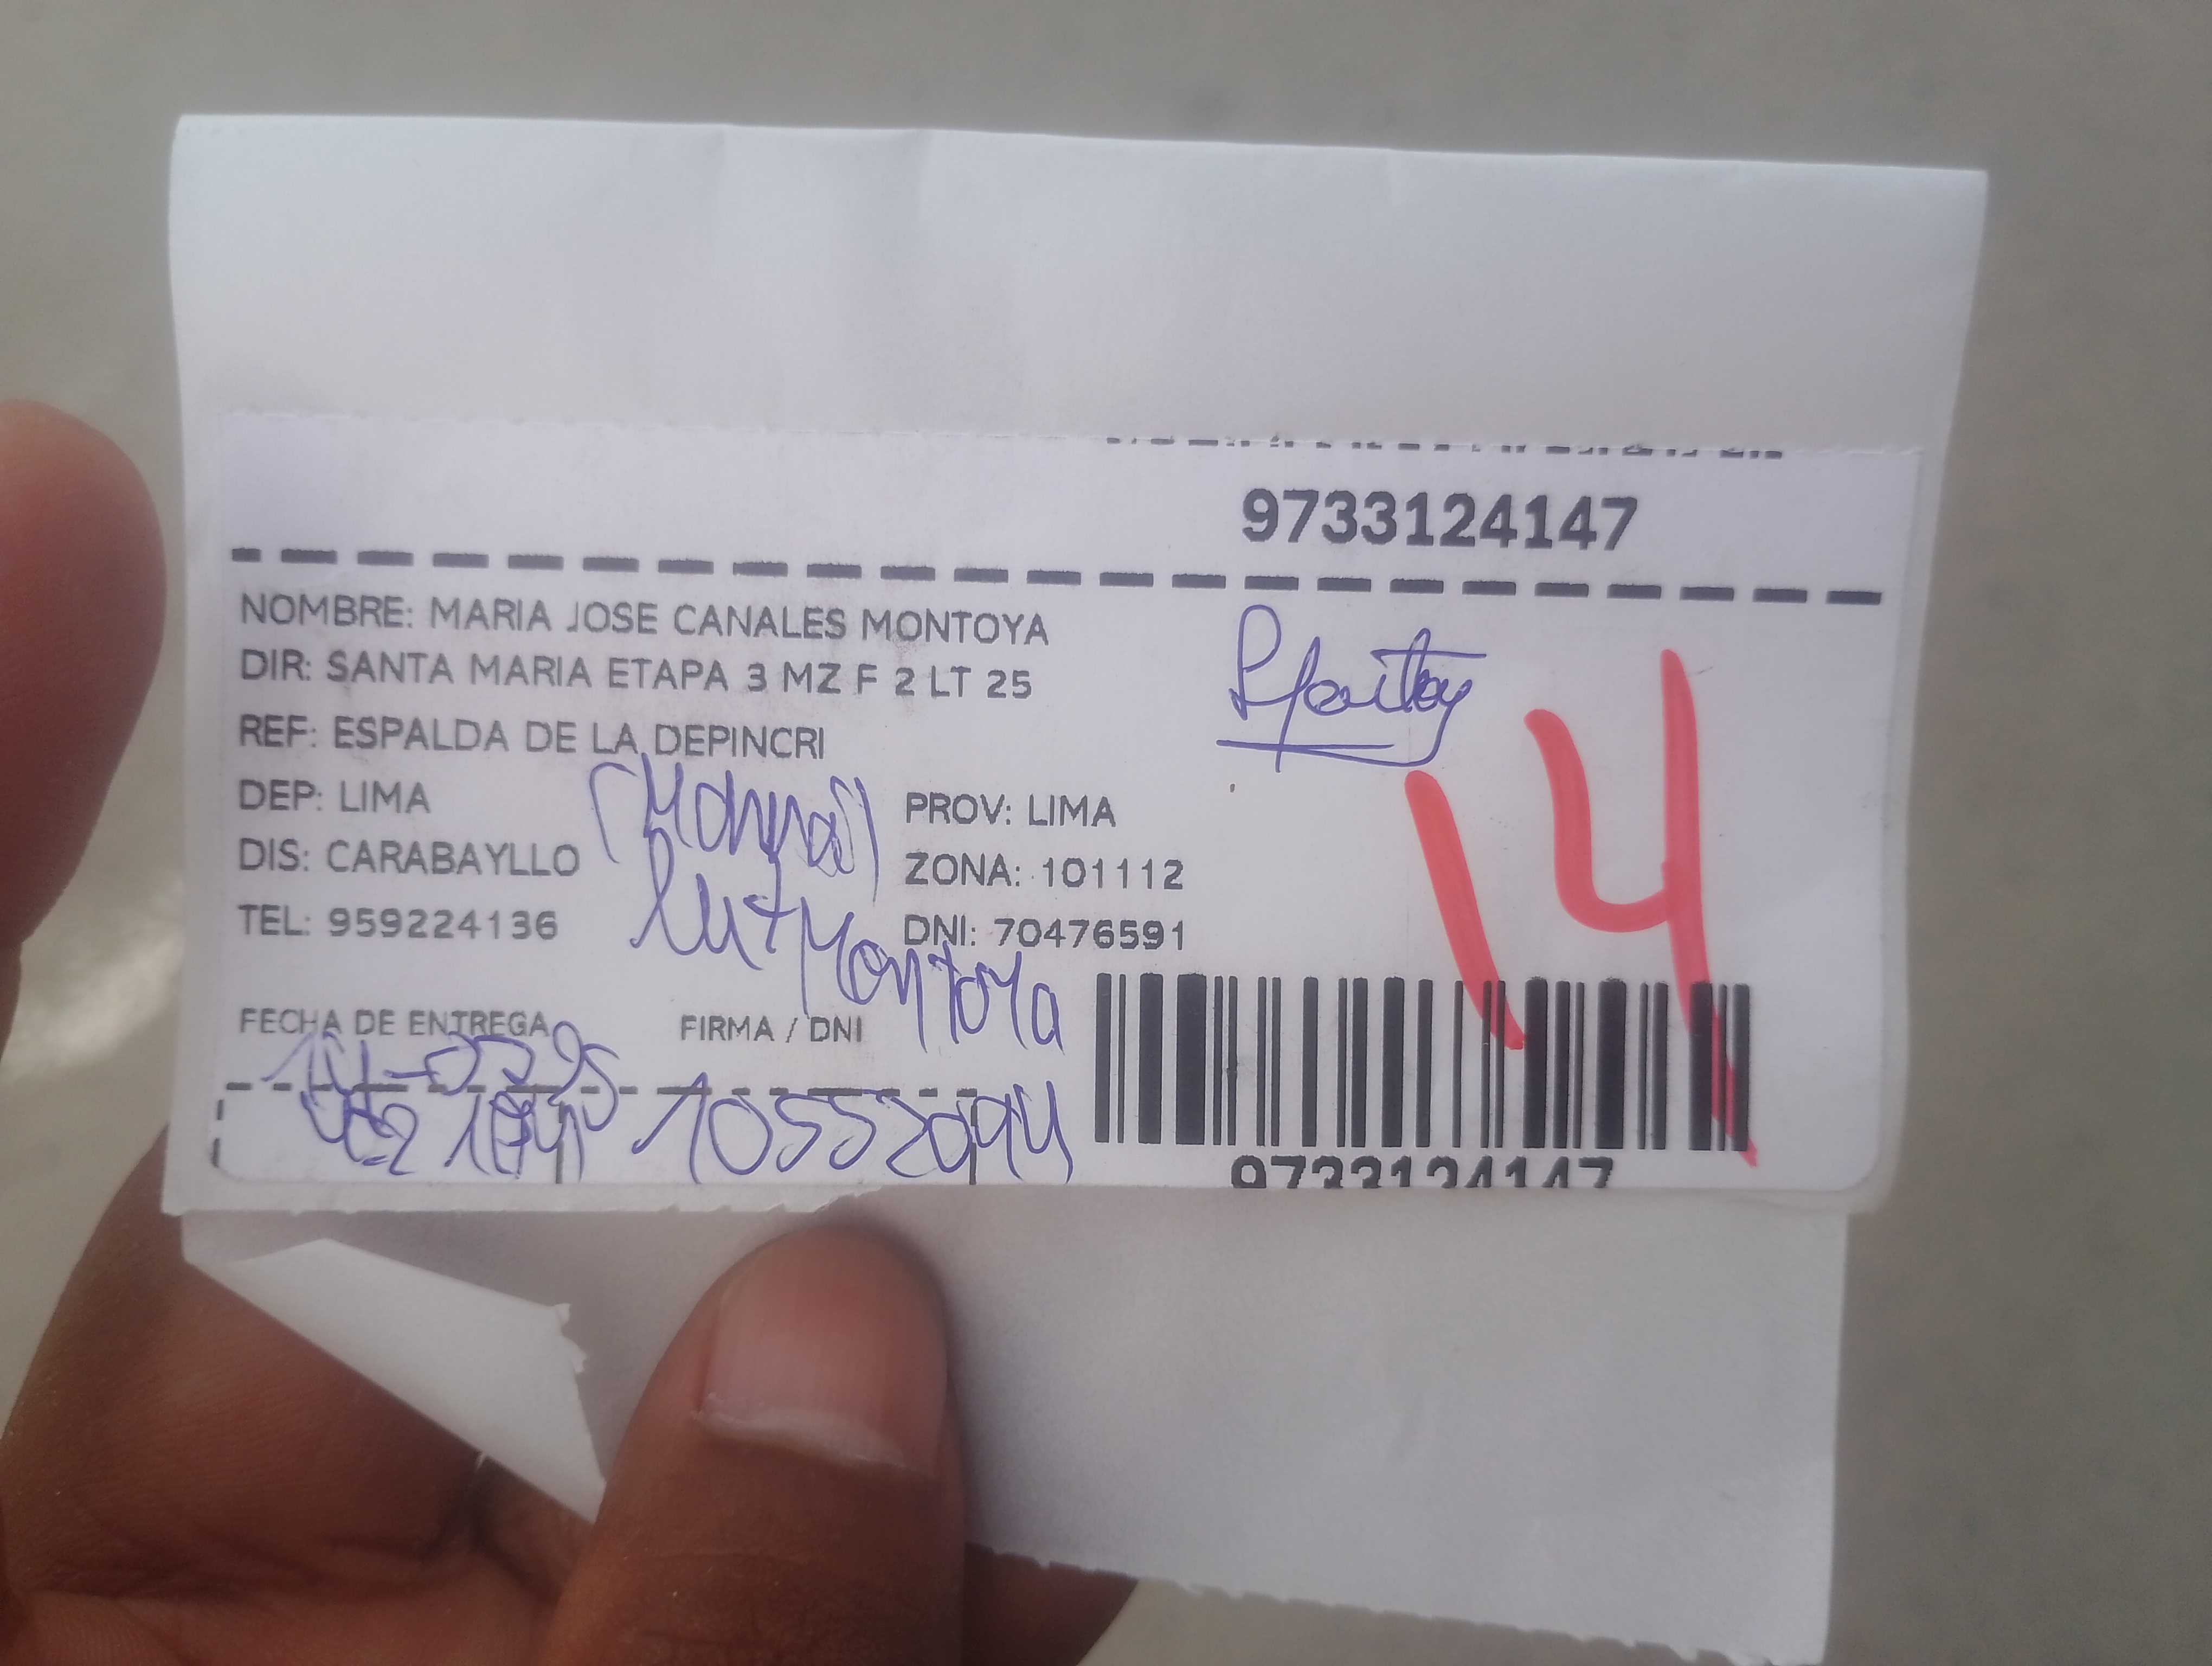 9733124147
NOMBRE: MARIA JOSE CANALES MONTOYA
DIR: SANTA MARIA ETAPA 3 MZ F 2 LT 25
REF: ESPALDA DE LA DEPINCRI
DEP: LIMA
PROV: LIMA
14
DIS: CARABAYLLO
ZONA: 101112
TEL: 959224136
DNI: 70476591
Montoya
FECHA DE ENTREGA
FIRMA / DNI
9733124147